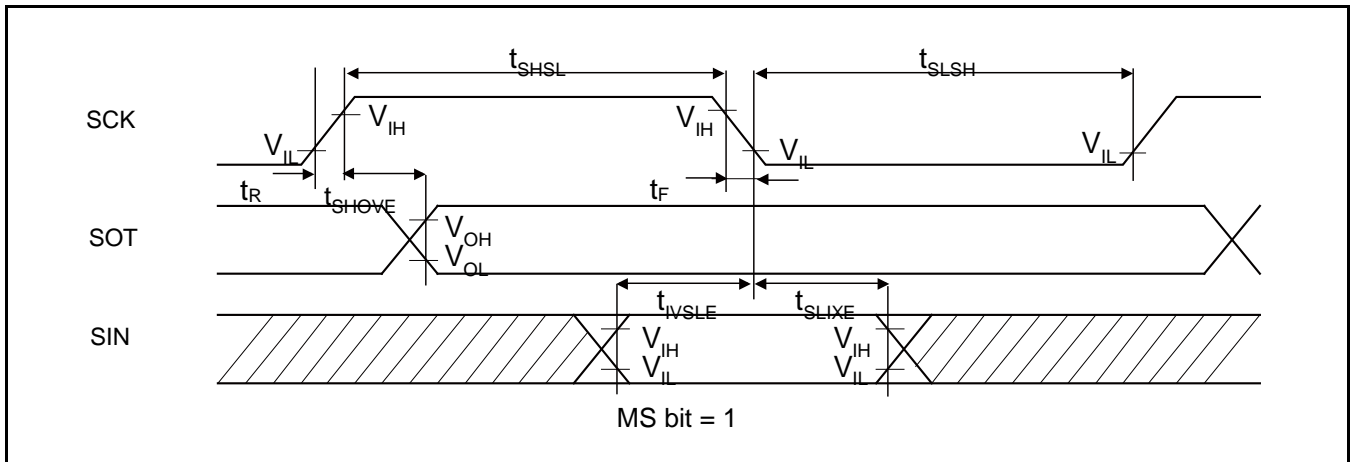 tSHSL tSLSH
SCK VIH VIH
VIL VIL VIL
tR tSHOVE tF
SOT VOH
VOL
tIVSLE tSLIXE
SIN VIH VIH
VIL VIL
MS bit = 1